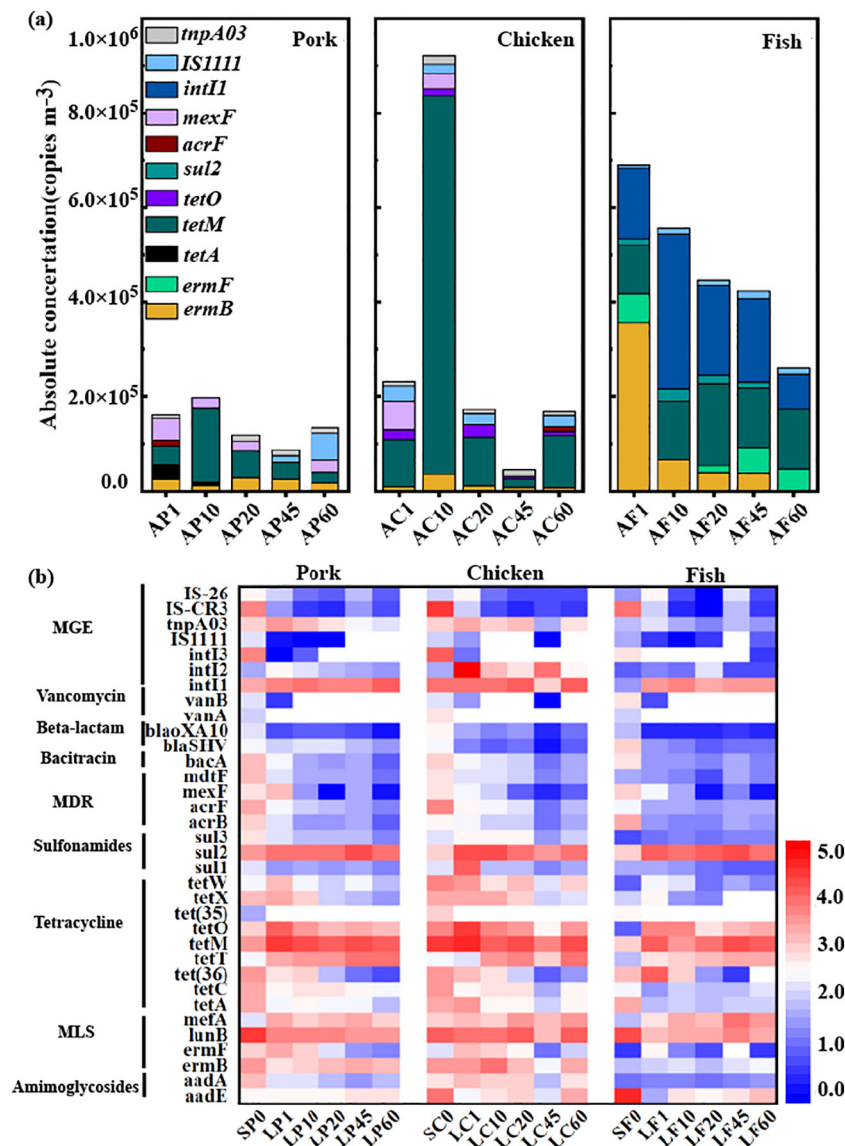 (a)
1.0×10⁶
8.0×10⁵
6.0×10⁵
4.0×10⁵
2.0×10⁵
0.0
Absolute concertation(copies m⁻³)
tnpA03
IS1111
intI1
mexF
acrF
sul2
tetO
tetM
tetA
ermF
ermB
Pork
Chicken
Fish
AP1 AP10 AP20 AP45 AP60
AC1 AC10 AC20 AC45 AC60
AF1 AF10 AF20 AF45 AF60
(b)
Pork Chicken Fish
MGE
Vancomycin
Beta-lactam
Bacitracin
MDR
Sulfonamides
Tetracycline
MLS
Amimoglycosides
IS-26
IS-CR3
tnpA03
IS1111
intI3
intI2
intI1
vanB
vanA
blaoXA10
blaSHV
bacA
mdtF
mexF
acrF
acrB
sul3
sul2
sul1
tetW
tetX
tet(35)
tetO
tetM
tetT
tet(36)
tetC
tetA
mefA
lunB
ermF
ermB
aadA
aadE
SP0 LP1 LP10 LP20 LP45 LP60
SC0 LC1 LC10 LC20 LC45 LC60
SF0 LF1 LF10 LF20 LF45 LF60
5.0
4.0
3.0
2.0
1.0
0.0